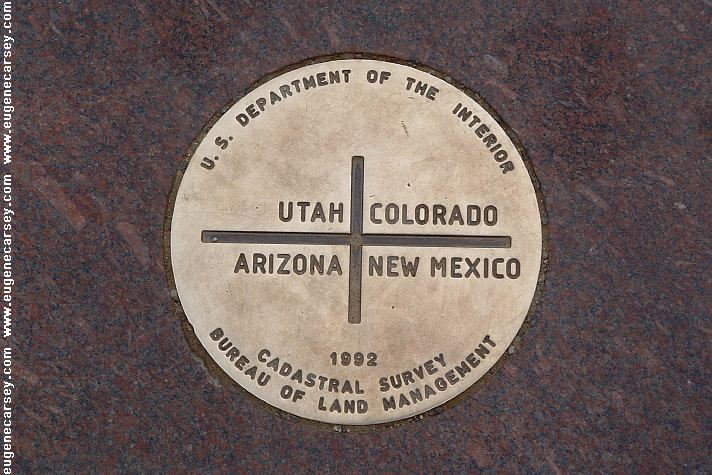 U. S. DEPARTMENT OF THE INTERIOR
UTAH COLORADO
ARIZONA NEW MEXICO
1992
CADASTRAL SURVEY
BUREAU OF LAND MANAGEMENT
eugenecarsey.com www.eugenecarsey.com www.eugenecarsey.com